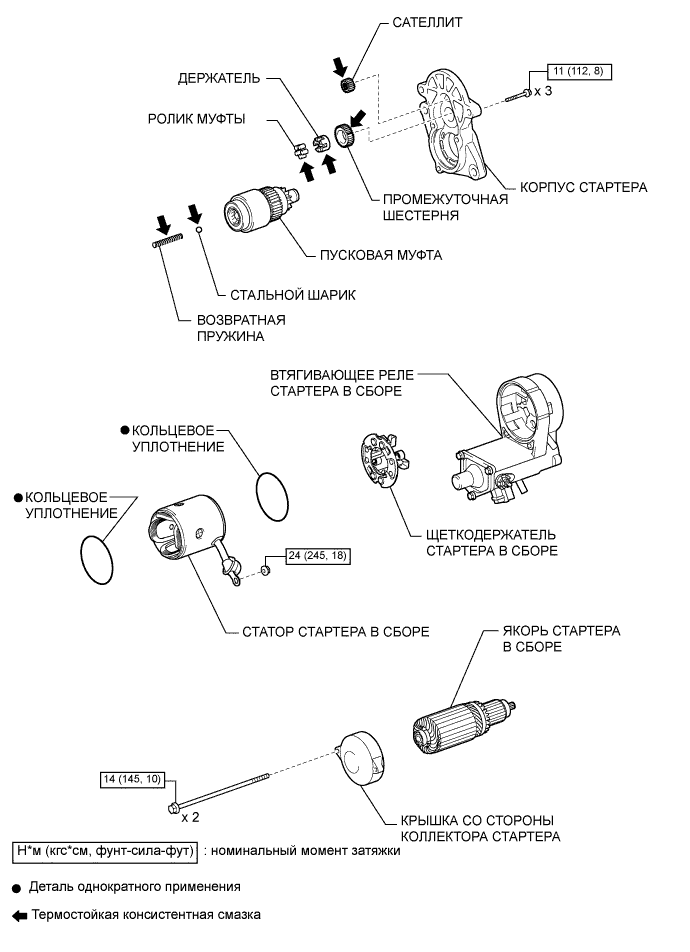 САТЕЛЛИТ
ДЕРЖАТЕЛЬ
11 (112, 8)
x 3
РОЛИК МУФТЫ
КОРПУС СТАРТЕРА
ПРОМЕЖУТОЧНАЯ
ШЕСТЕРНЯ
ПУСКОВАЯ МУФТА
СТАЛЬНОЙ ШАРИК
ВОЗВРАТНАЯ
ПРУЖИНА
ВТЯГИВАЮЩЕЕ РЕЛЕ
СТАРТЕРА В СБОРЕ
●КОЛЬЦЕВОЕ
УПЛОТНЕНИЕ
●КОЛЬЦЕВОЕ
УПЛОТНЕНИЕ
ЩЕТКОДЕРЖАТЕЛЬ
СТАРТЕРА В СБОРЕ
24 (245, 18)
СТАТОР СТАРТЕРА В СБОРЕ
ЯКОРЬ СТАРТЕРА
В СБОРЕ
14 (145, 10)
x 2
КРЫШКА СО СТОРОНЫ
КОЛЛЕКТОРА СТАРТЕРА
Н*м (кгс*см, фунт-сила-фут) : номинальный момент затяжки
● Деталь однократного применения
Термостойкая консистентная смазка